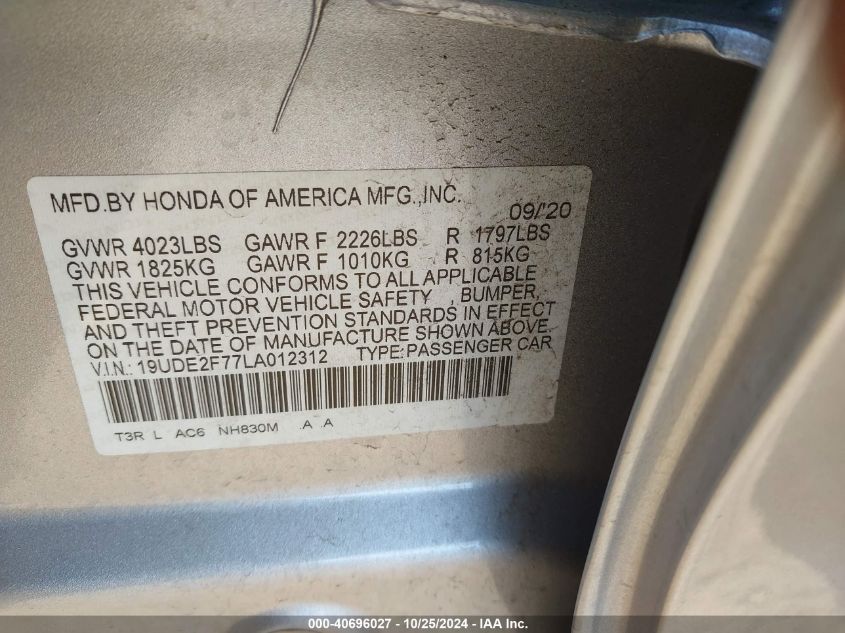 MFD.BY HONDA OF AMERICA MFG.,INC.
09/'20
GVWR 4023LBS GAWR F 2226LBS R 1797LBS
GVWR 1825KG GAWR F 1010KG R 815KG
THIS VEHICLE CONFORMS TO ALL APPLICABLE
FEDERAL MOTOR VEHICLE SAFETY , BUMPER,
AND THEFT PREVENTION STANDARDS IN EFFECT
ON THE DATE OF MANUFACTURE SHOWN ABOVE.
V.I.N.: 19UDE2F77LA012312 TYPE:PASSENGER CAR
T3R L AC6 NH830M .A .A
000-40696027 - 10/25/2024 - IAA Inc.